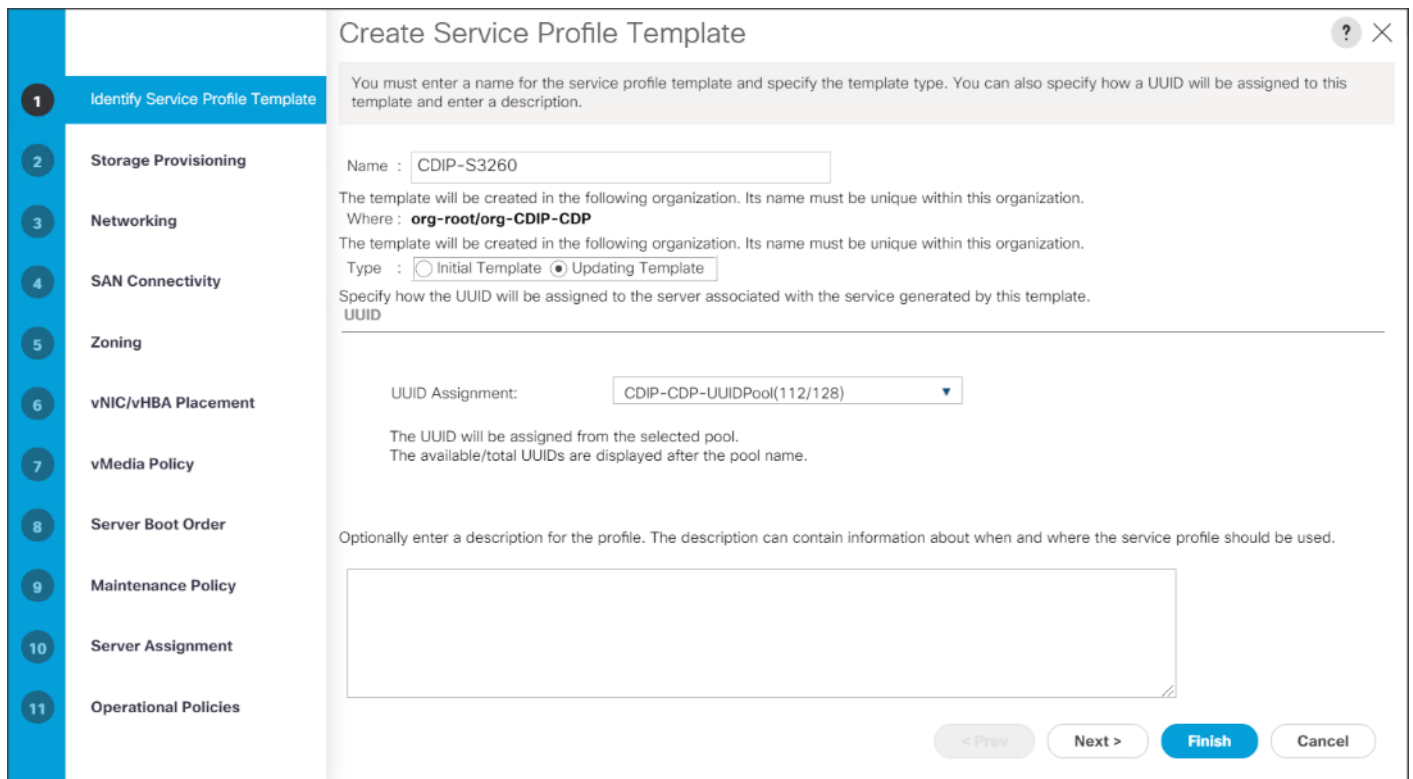 Create Service Profile Template
?
You must enter a name for the service profile template and specify the template type. You can also specify how a UUID will be assigned to this
template and enter a description.
1 Identify Service Profile Template
2 Storage Provisioning
3 Networking
4 SAN Connectivity
5 Zoning
6 vNIC/vHBA Placement
7 vMedia Policy
8 Server Boot Order
9 Maintenance Policy
10 Server Assignment
11 Operational Policies
Name : CDIP-S3260
The template will be created in the following organization. Its name must be unique within this organization.
Where : org-root/org-CDIP-CDP
The template will be created in the following organization. Its name must be unique within this organization.
Type : Initial Template Updating Template
Specify how the UUID will be assigned to the server associated with the service generated by this template.
UUID
UUID Assignment: CDIP-CDP-UUIDPool(112/128)
The UUID will be assigned from the selected pool.
The available/total UUIDs are displayed after the pool name.
Optionally enter a description for the profile. The description can contain information about when and where the service profile should be used.
< Prev Next > Finish Cancel